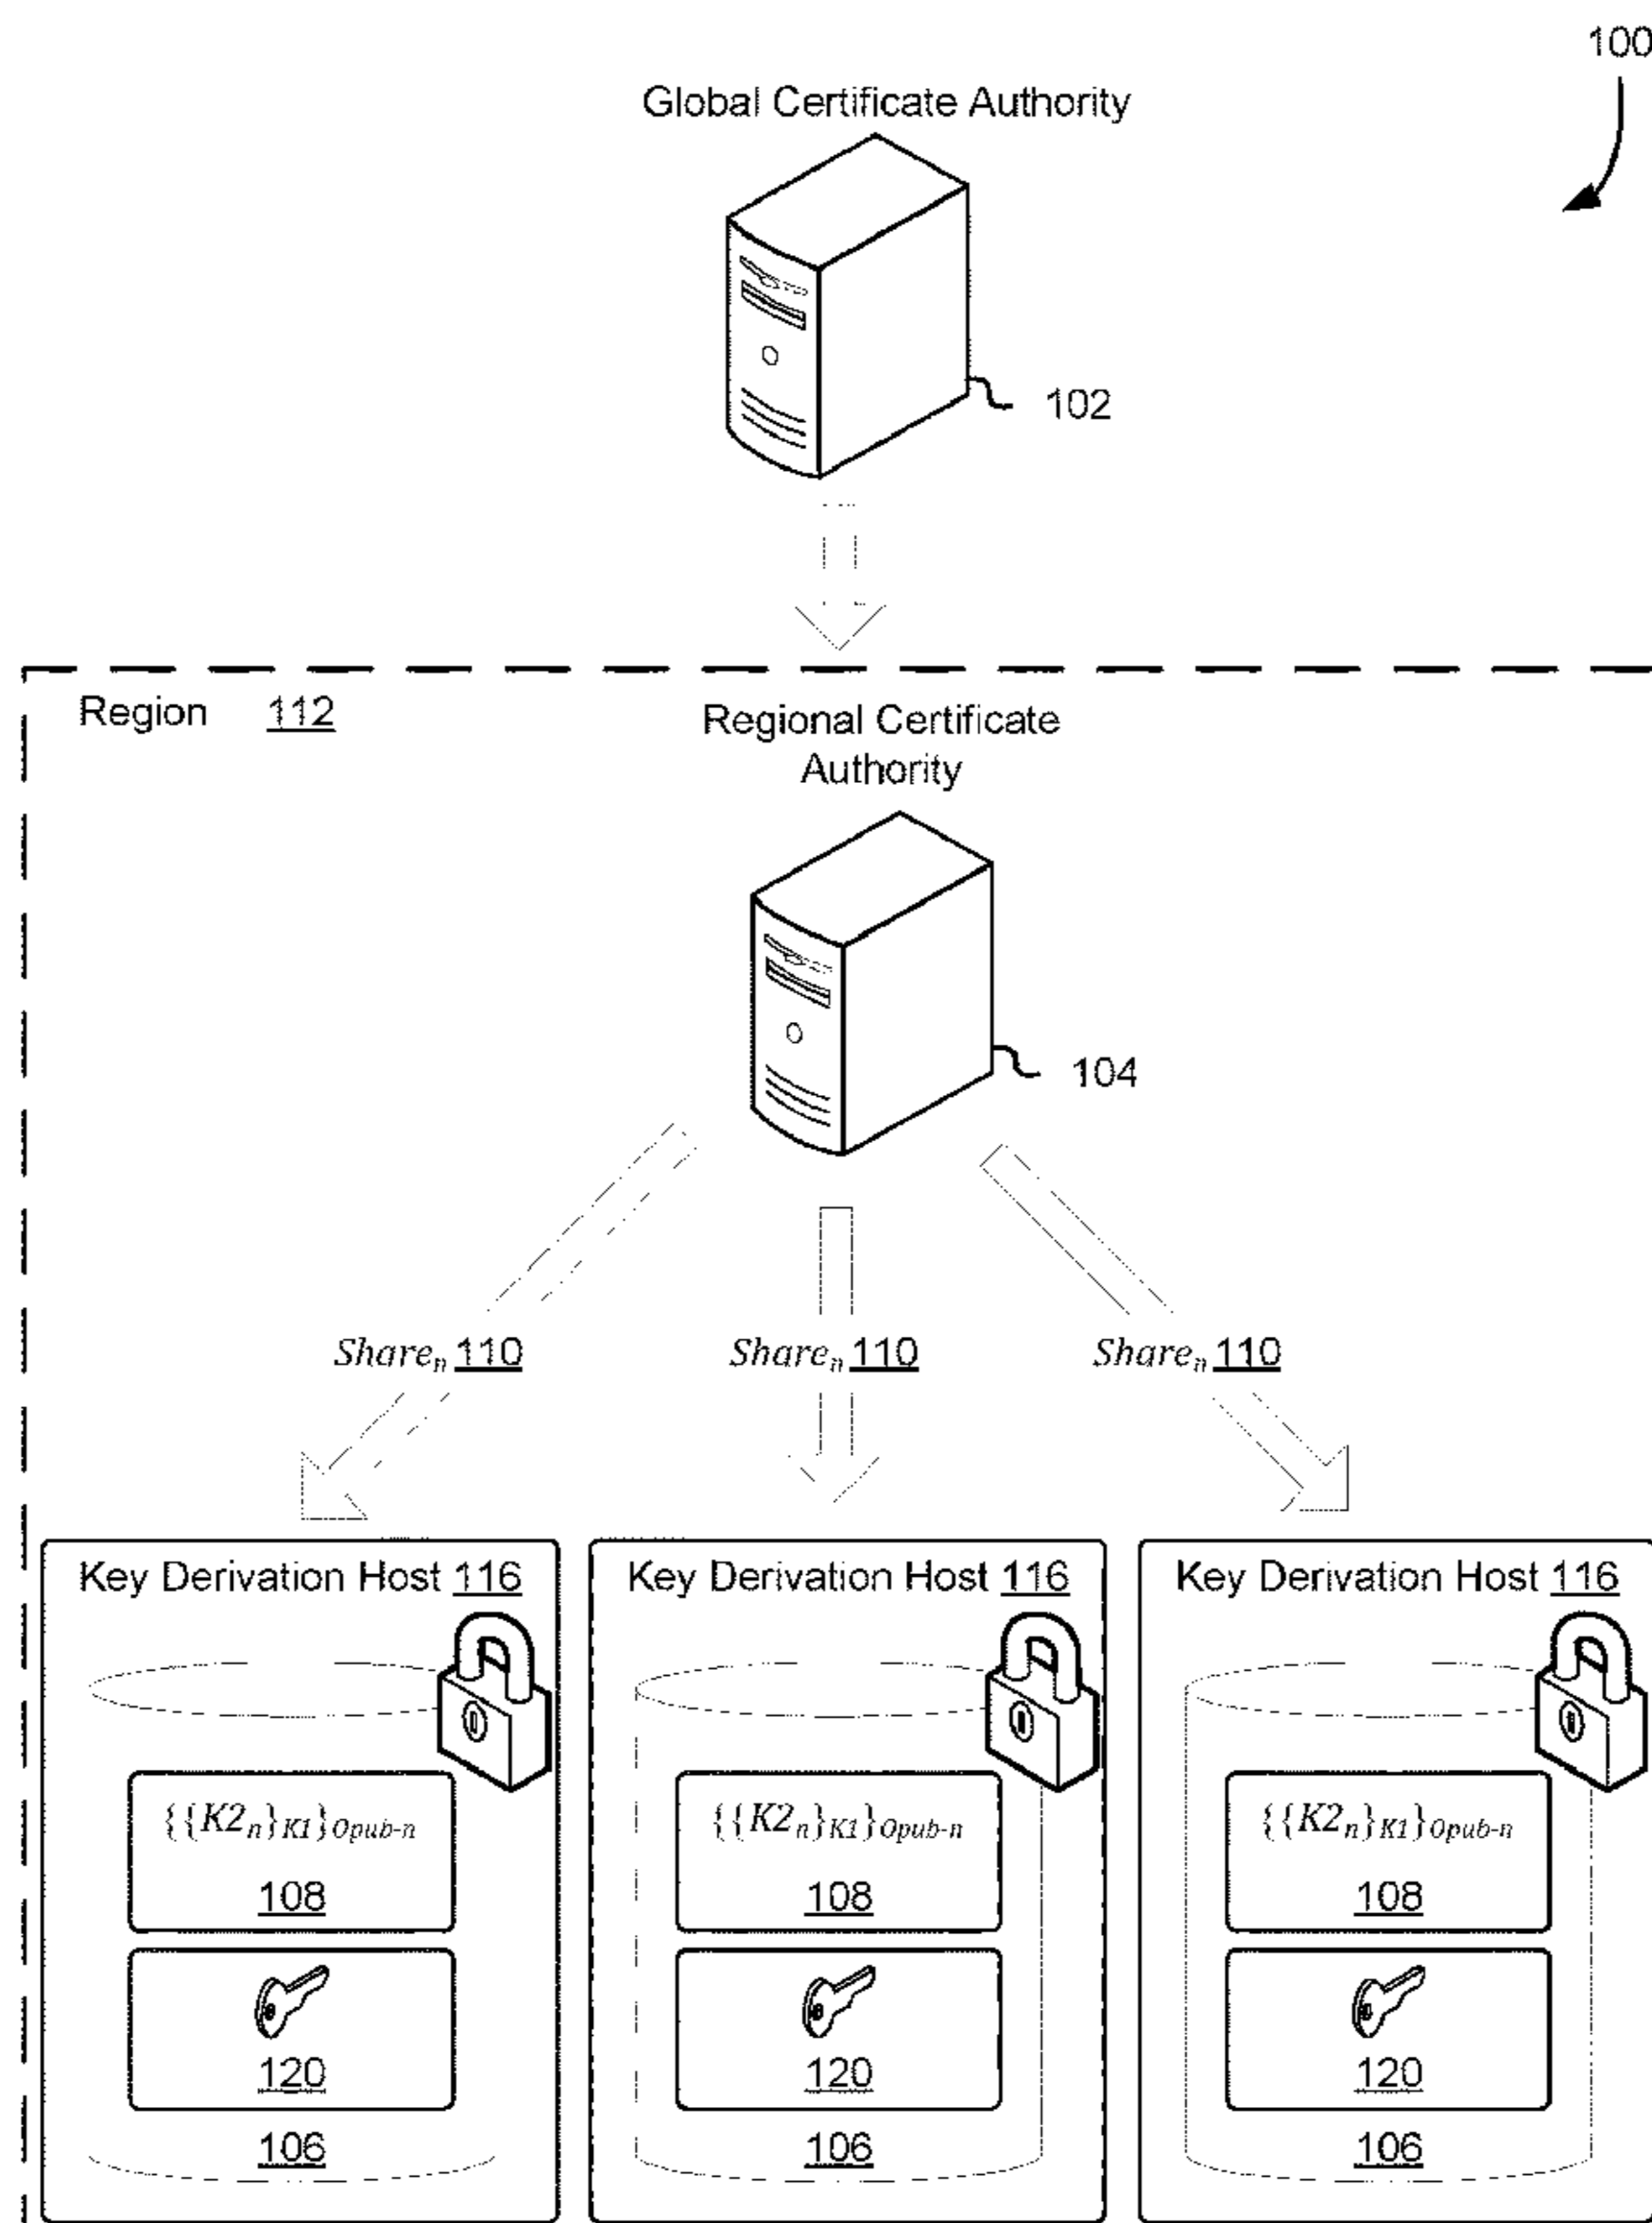 100
Global Certificate Authority
102
Region 112
Regional Certificate
Authority
104
Shareₙ 110 Shareₙ 110 Shareₙ 110
Key Derivation Host 116 Key Derivation Host 116 Key Derivation Host 116
{{K2ₙ}K1}Opub-n {{K2ₙ}K1}Opub-n {{K2ₙ}K1}Opub-n
108 108 108
120 120 120
106 106 106